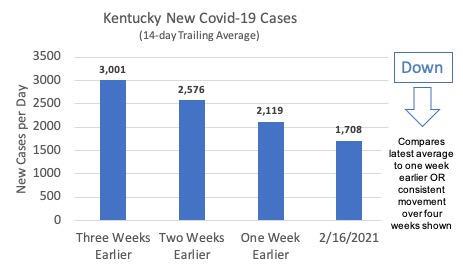 Kentucky New Covid-19 Cases
(14-day Trailing Average)
New Cases per Day
3500
3000
2500
2000
1500
1000
500
0
3,001
2,576
2,119
1,708
Three Weeks
Earlier
Two Weeks
Earlier
One Week
Earlier
2/16/2021
Down
Compares
latest average
to one week
earlier OR
consistent
movement
over four
weeks shown